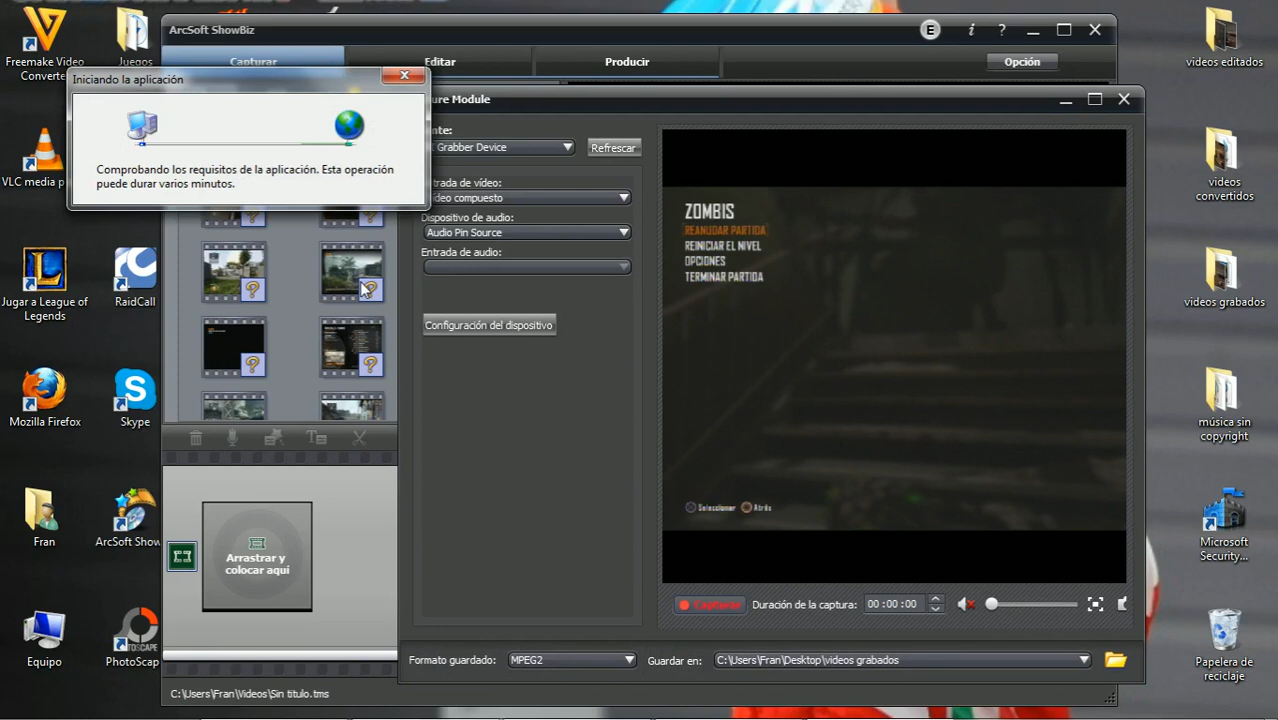 Freemake Video
Converte
Juegos
VLC media p
Jugar a League of
Legends
RaidCall
Mozilla Firefox
Skype
Fran
ArcSoft Show
Equipo
PhotoScap
ArcSoft ShowBiz
E
i
?
Capturar
Editar
Producir
Opción
Iniciando la aplicación
Comprobando los requisitos de la aplicación. Esta operación
puede durar varios minutos.
ure Module
nte:
Grabber Device
Refrescar
trada de vídeo:
ídeo compuesto
Dispositivo de audio:
Audio Pin Source
Entrada de audio:
Configuración del dispositivo
ZOMBIS
REANUDAR PARTIDA
REINICIAR EL NIVEL
OPCIONES
TERMINAR PARTIDA
Seleccionar
Atrás
Arrastrar y
colocar aquí
Capturar
Duración de la captura:
00:00:00
Formato guardado:
MPEG2
Guardar en:
C:\Users\Fran\Desktop\videos grabados
C:\Users\Fran\Videos\Sin titulo.tms
videos editados
videos
convertidos
videos grabados
música sin
copyright
Microsoft
Security...
Papelera de
reciclaje